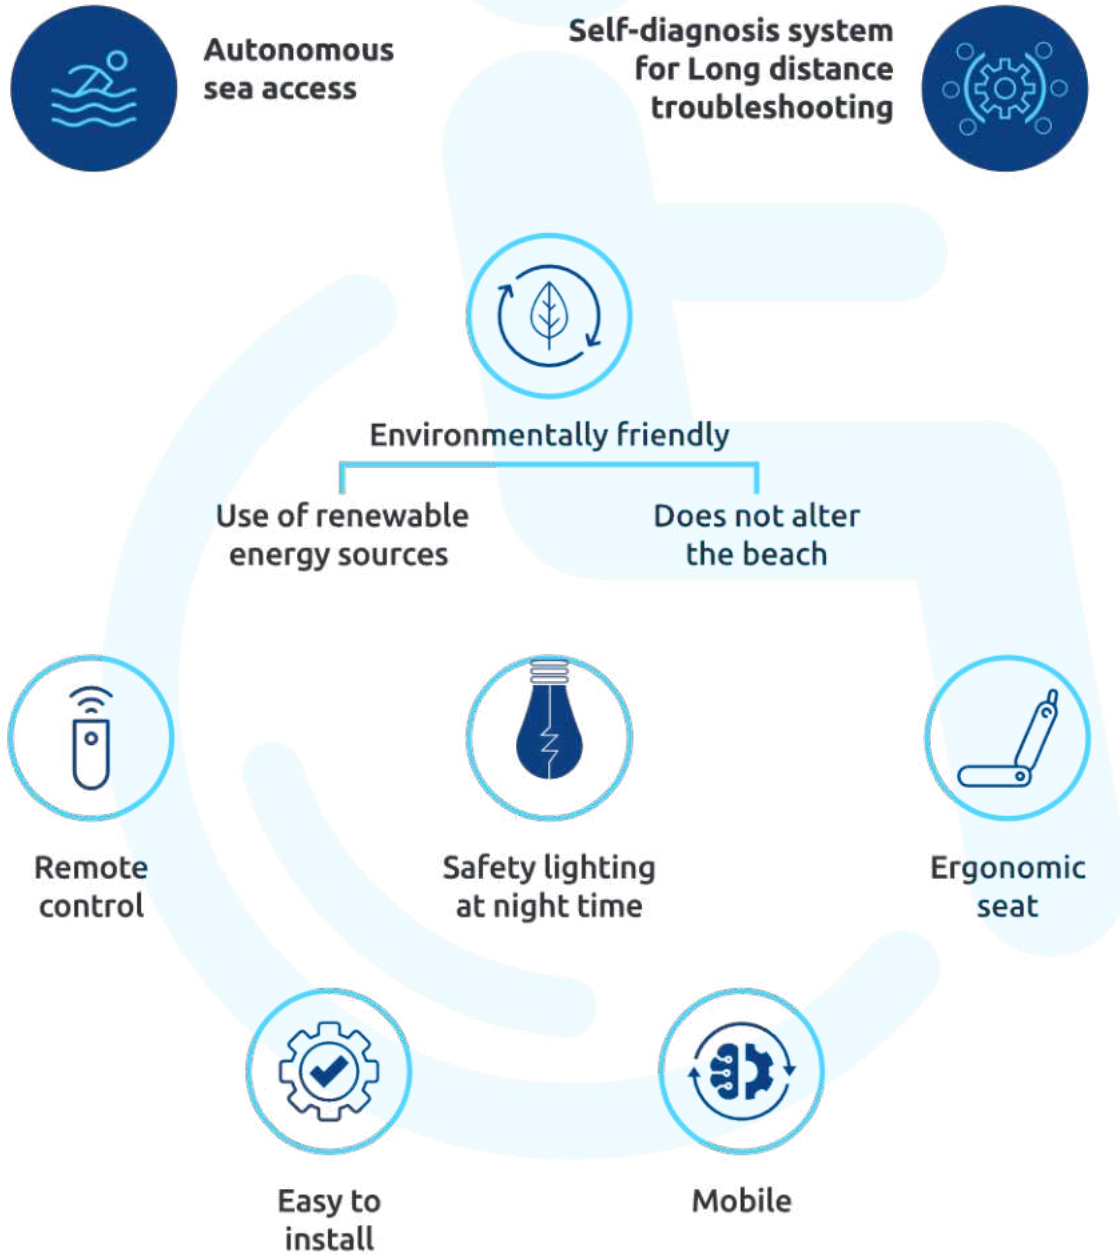 Autonomous
sea access
Self-diagnosis system
for Long distance
troubleshooting
Environmentally friendly
Use of renewable
energy sources
Does not alter
the beach
Remote
control
Safety lighting
at night time
Ergonomic
seat
Easy to
install
Mobile